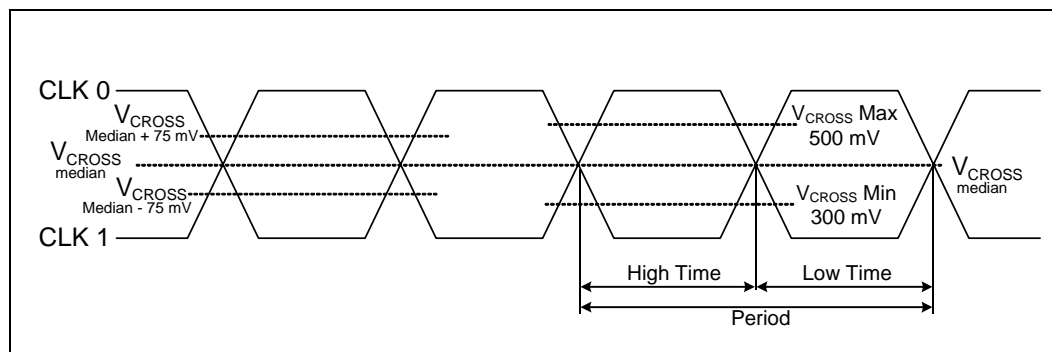 CLK 0
VCROSS
Median + 75 mV
VCROSS
median
VCROSS
Median - 75 mV
CLK 1
VCROSS Max
500 mV
VCROSS
median
VCROSS Min
300 mV
High Time
Low Time
Period